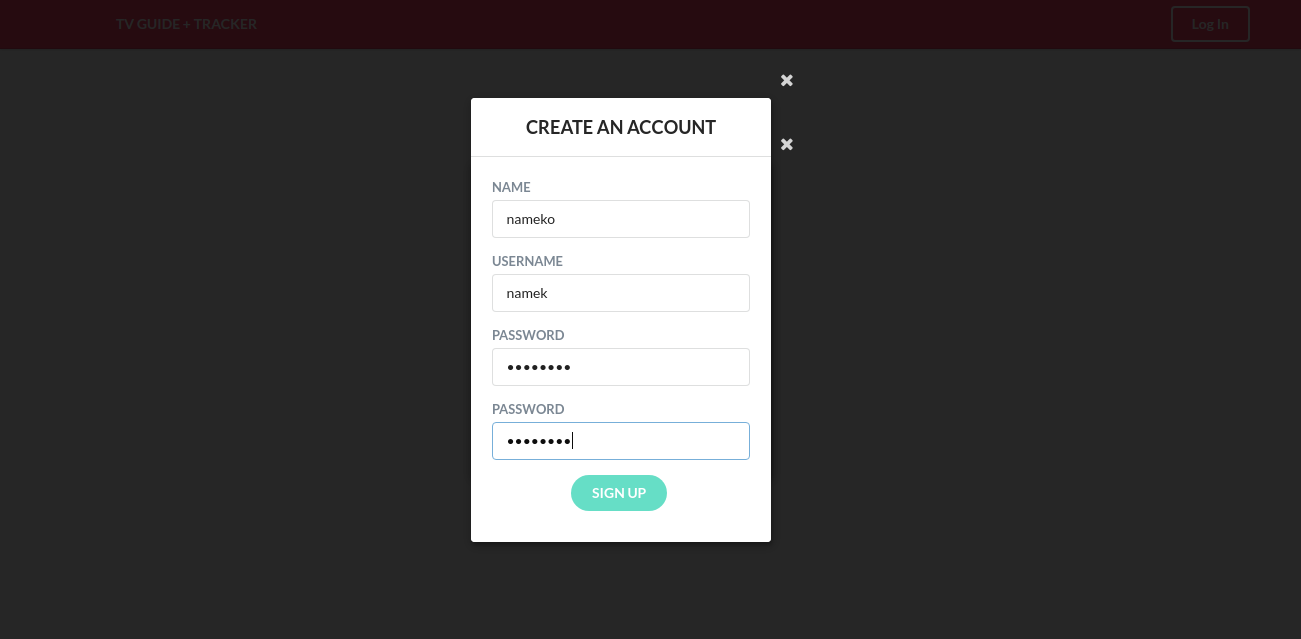 TV GUIDE + TRACKER
Log In
CREATE AN ACCOUNT
NAME
nameko
USERNAME
namek
PASSWORD
••••••••
PASSWORD
••••••••
SIGN UP